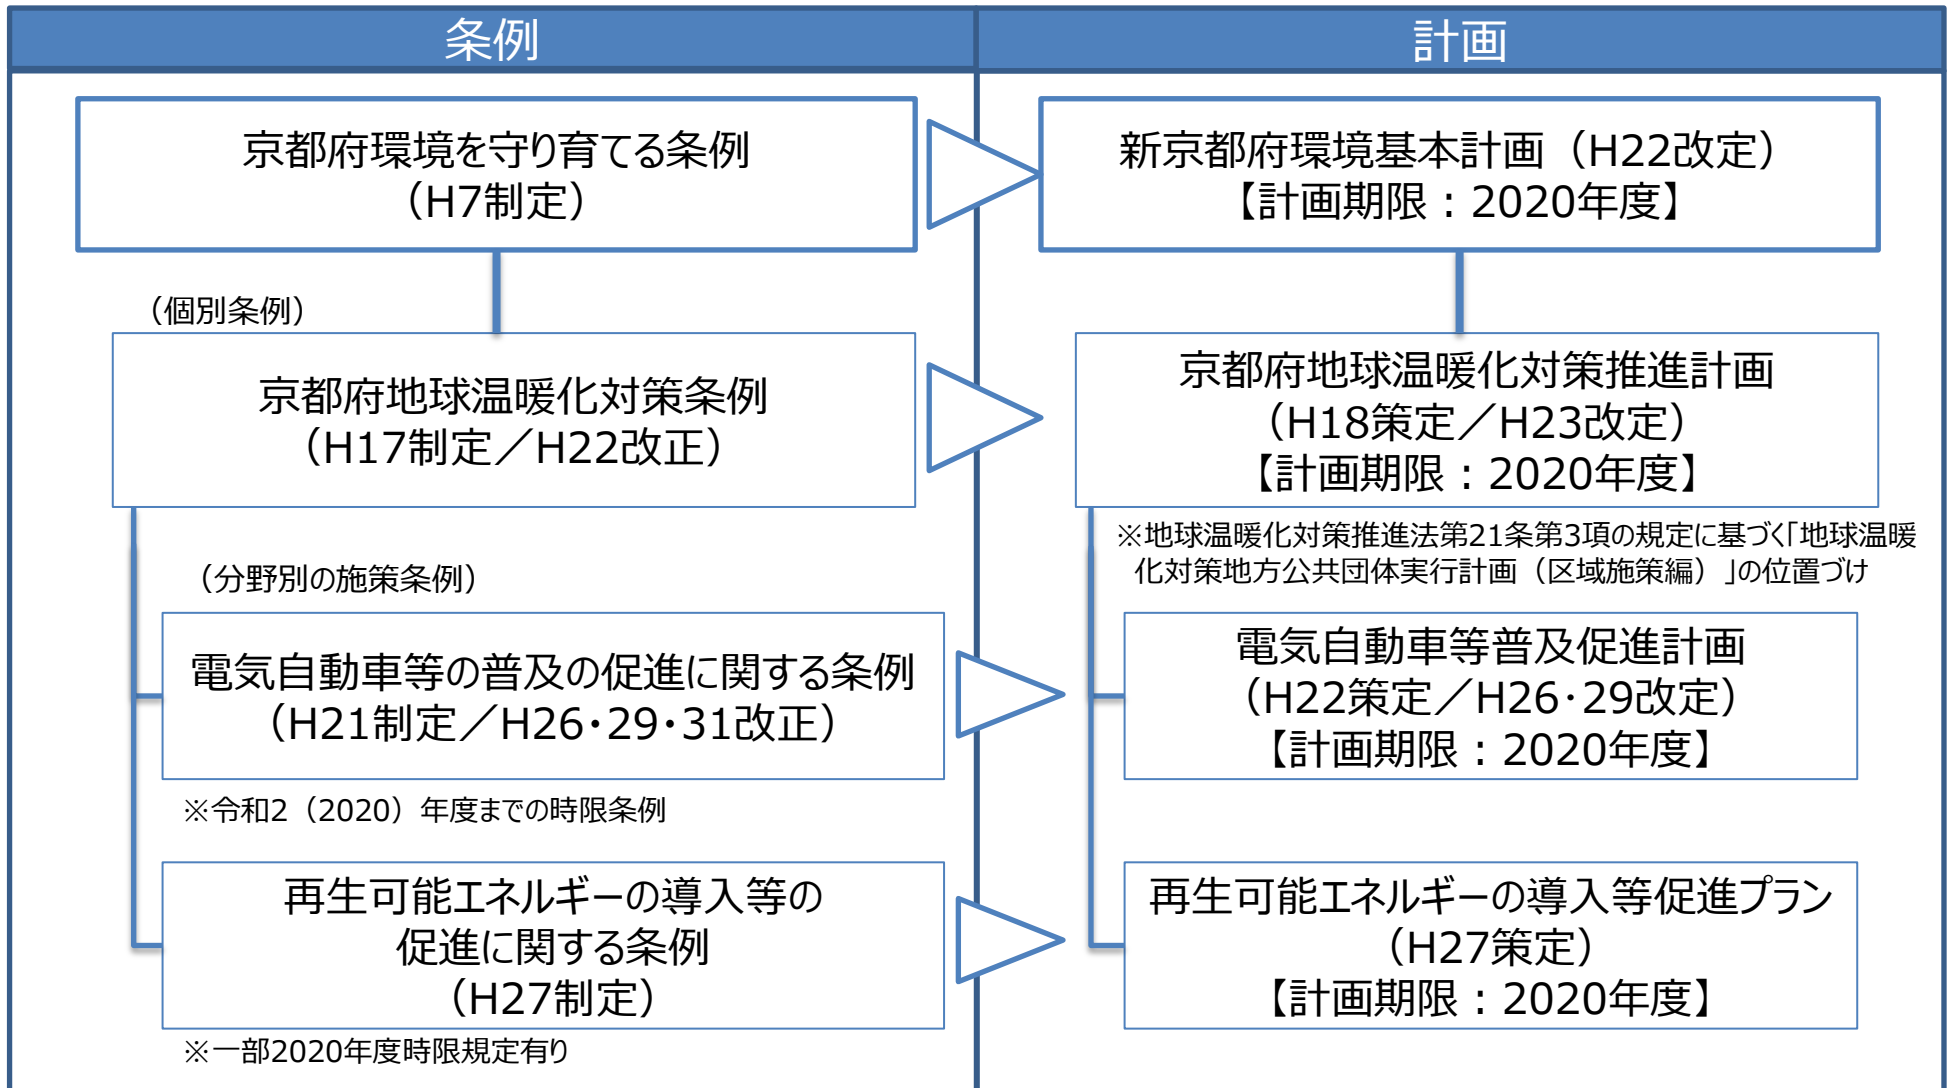 条例
計画
京都府環境を守り育てる条例
（H7制定）
新京都府環境基本計画（H22改定）
【計画期限：2020年度】
（個別条例）
京都府地球温暖化対策条例
（H17制定／H22改正）
京都府地球温暖化対策推進計画
（H18策定／H23改定）
【計画期限：2020年度】
※地球温暖化対策推進法第21条第3項の規定に基づく「地球温暖
化対策地方公共団体実行計画（区域施策編）」の位置づけ
（分野別の施策条例）
電気自動車等の普及の促進に関する条例
（H21制定／H26・29・31改正）
※令和2（2020）年度までの時限条例
電気自動車等普及促進計画
（H22策定／H26・29改定）
【計画期限：2020年度】
再生可能エネルギーの導入等の
促進に関する条例
（H27制定）
※一部2020年度時限規定有り
再生可能エネルギーの導入等促進プラン
（H27策定）
【計画期限：2020年度】